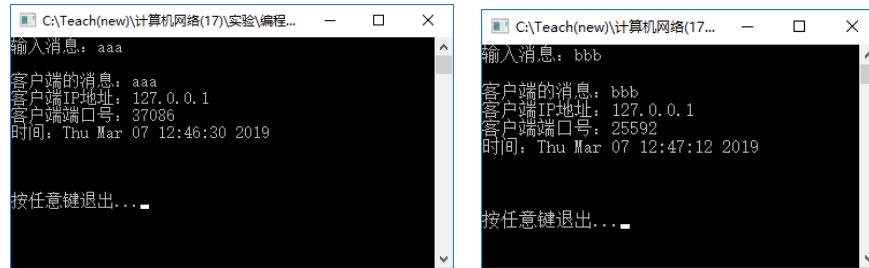 C:\Teach(new)\计算机网络(17)\实验\编程...
输入消息：aaa
客户端的消息：aaa
客户端IP地址：127.0.0.1
客户端端口号：37086
时间：Thu Mar 07 12:46:30 2019
按任意键退出...
C:\Teach(new)\计算机网络(17...
输入消息：bbb
客户端的消息：bbb
客户端IP地址：127.0.0.1
客户端端口号：25592
时间：Thu Mar 07 12:47:12 2019
按任意键退出...